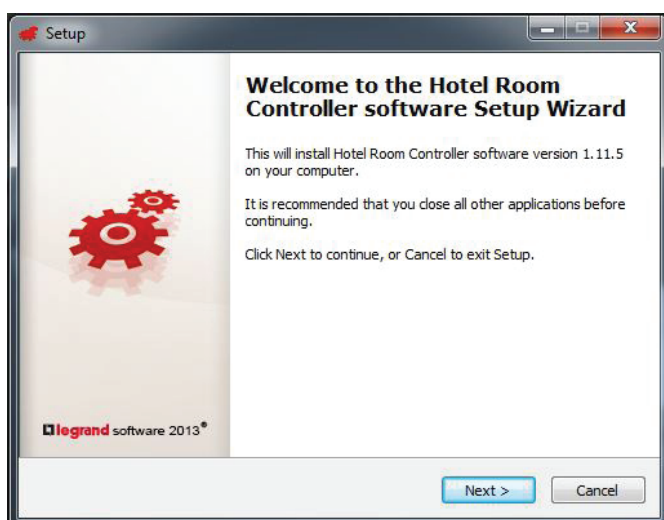 Setup
Welcome to the Hotel Room
Controller software Setup Wizard
This will install Hotel Room Controller software version 1.11.5
on your computer.
It is recommended that you close all other applications before
continuing.
Click Next to continue, or Cancel to exit Setup.
legrand software 2013®
Next >
Cancel